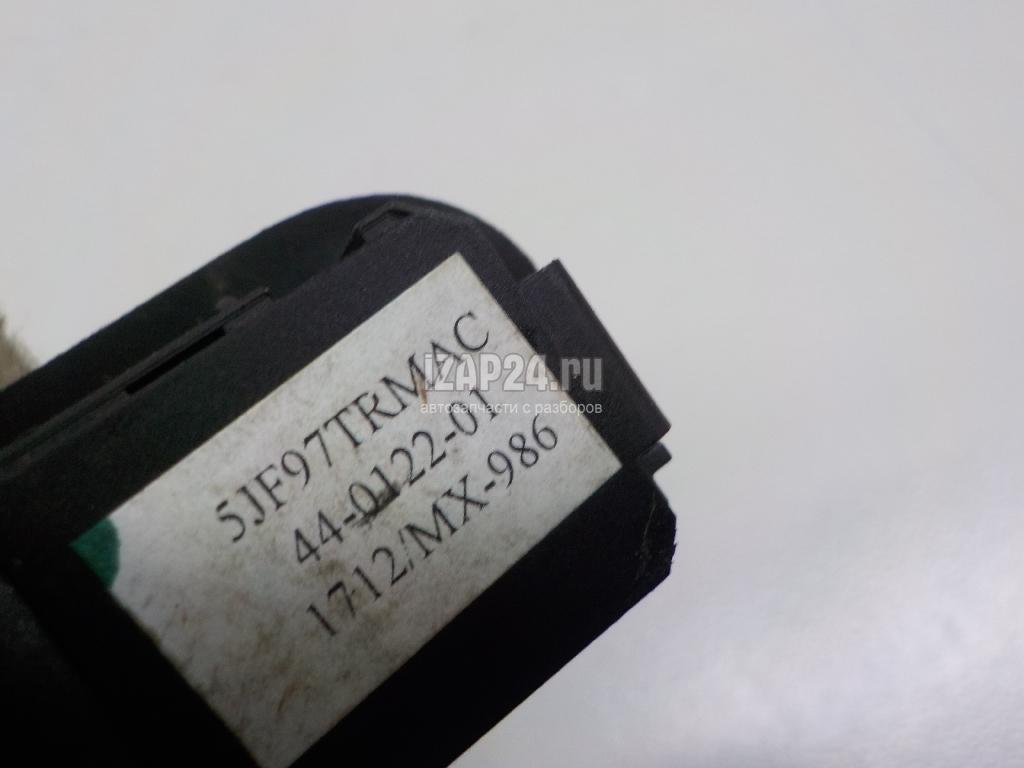 5JF97TRMAC
44-0122-01
1712/MX-986
iZAP24.ru
автозапчасти с разборов